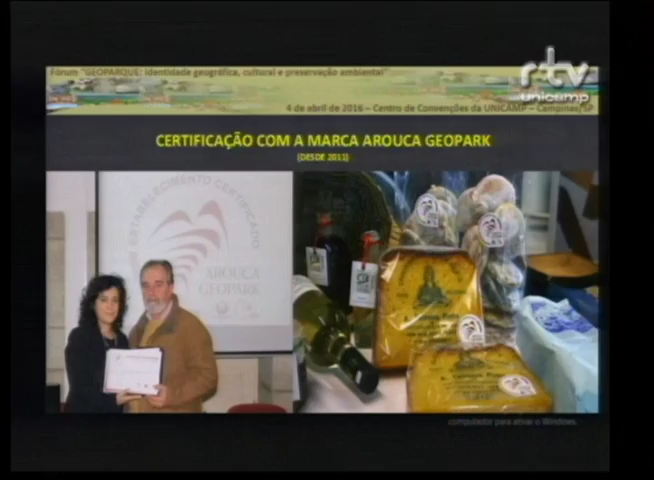 Fórum "GEOPARQUE: Identidade geográfica, cultural e preservação ambiental"
rtv
unicamp
4 de abril de 2016 – Centro de Convenções da UNICAMP – Campinas/SP
CERTIFICAÇÃO COM A MARCA AROUCA GEOPARK
(DESDE 2011)
ESTABELECIMENTO CERTIFICADO
AROUCA
GEOPARK
computador para ativar o Windows.